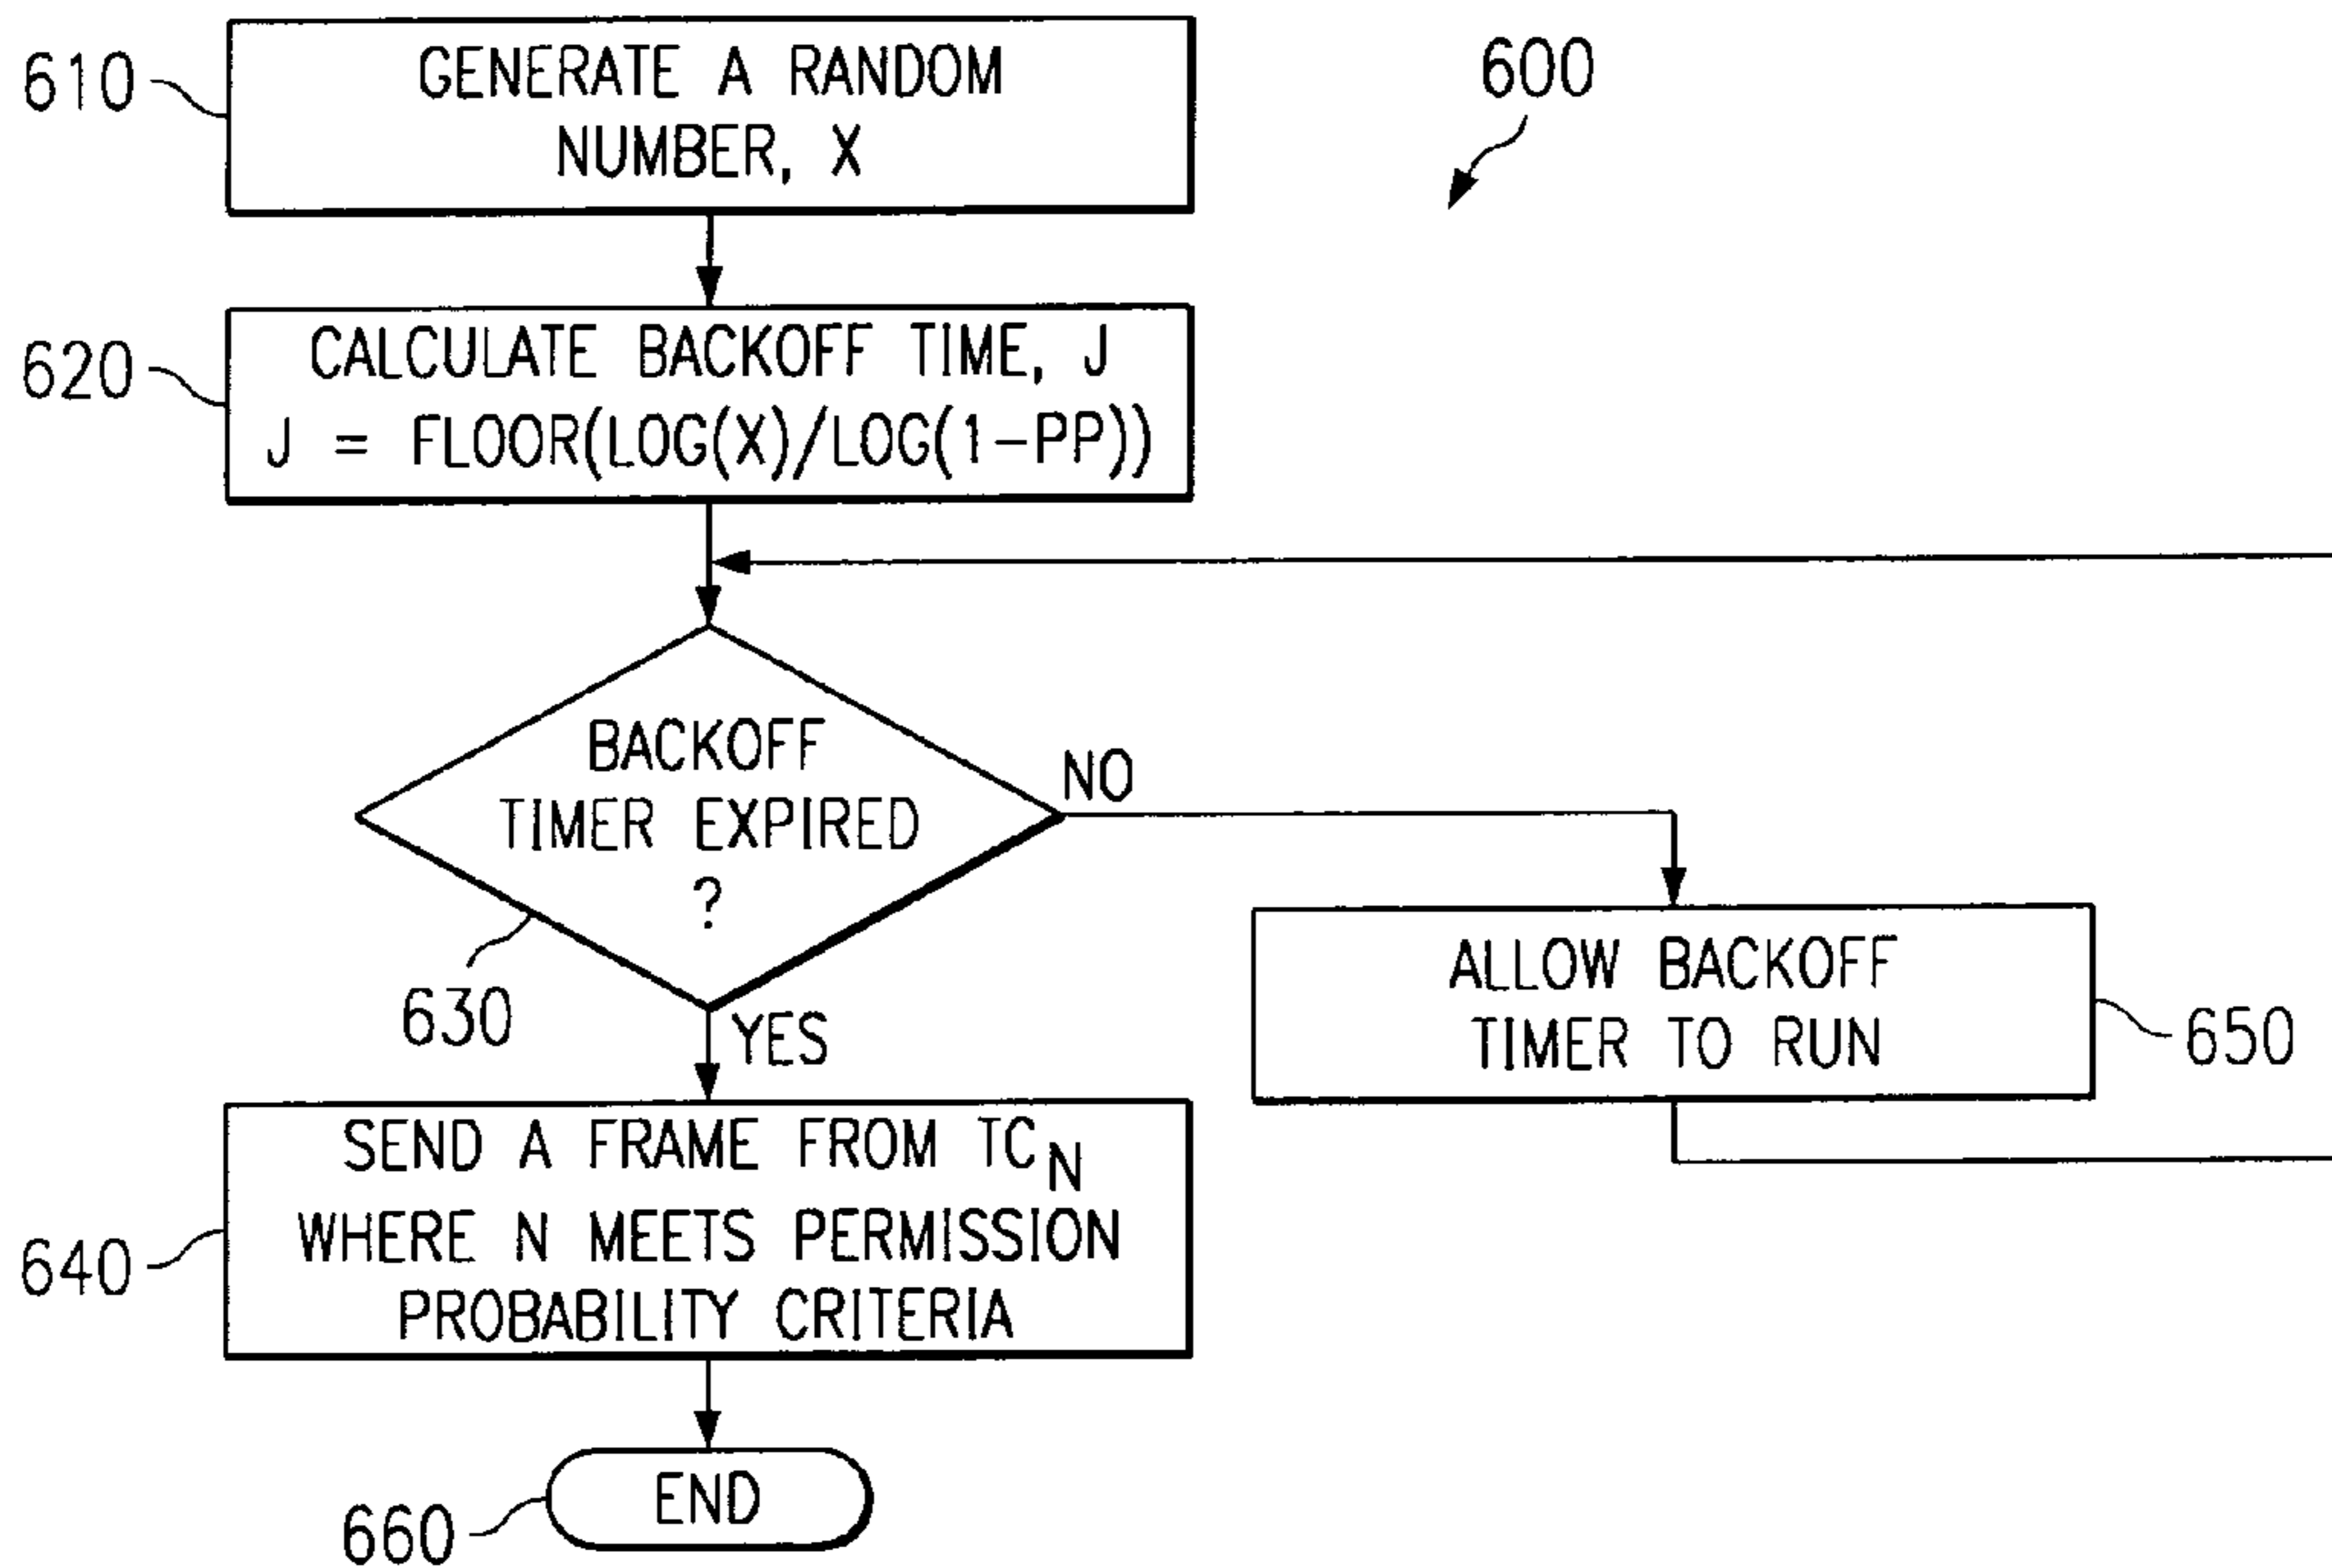 610
GENERATE A RANDOM
NUMBER, X
600
620
CALCULATE BACKOFF TIME, J
J = FLOOR(LOG(X)/LOG(1-PP))
BACKOFF
TIMER EXPIRED
?
NO
630
YES
ALLOW BACKOFF
TIMER TO RUN
650
640
SEND A FRAME FROM TCN
WHERE N MEETS PERMISSION
PROBABILITY CRITERIA
660
END